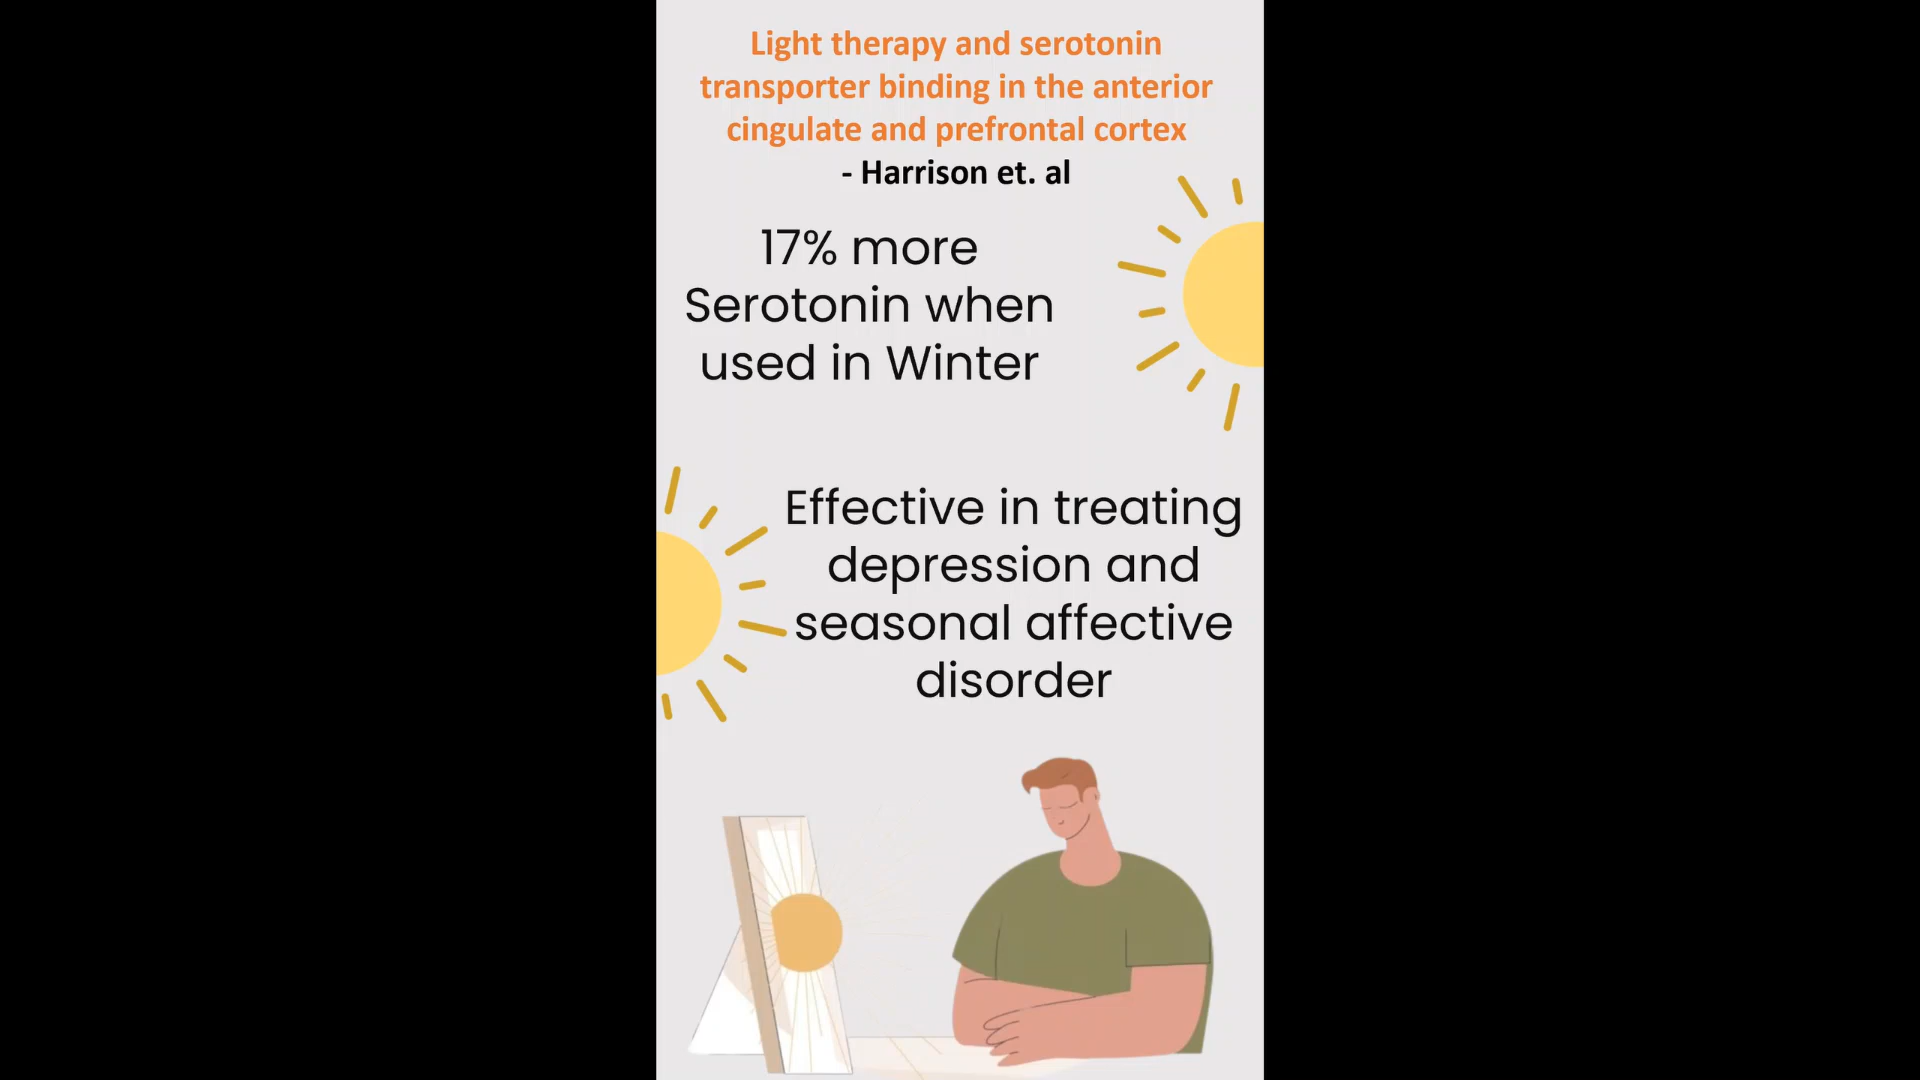 Light therapy and serotonin
transporter binding in the anterior
cingulate and prefrontal cortex
- Harrison et. al
17% more
Serotonin when
used in Winter
Effective in treating
depression and
seasonal affective
disorder